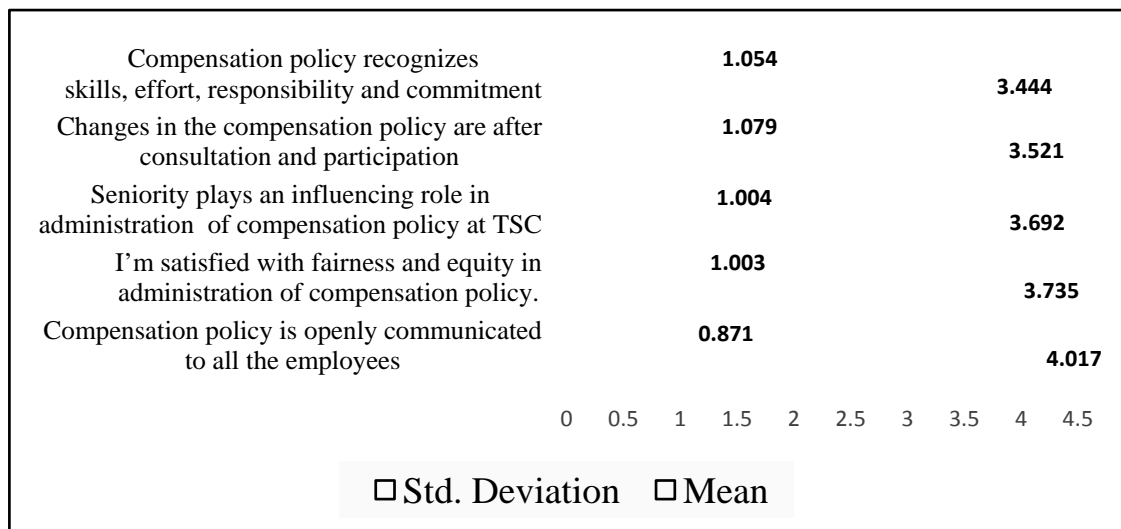 Compensation policy recognizes
skills, effort, responsibility and commitment
1.054
3.444
Changes in the compensation policy are after
consultation and participation
1.079
3.521
Seniority plays an influencing role in
administration of compensation policy at TSC
1.004
3.692
I’m satisfied with fairness and equity in
administration of compensation policy.
1.003
3.735
Compensation policy is openly communicated
to all the employees
0.871
4.017
0 0.5 1 1.5 2 2.5 3 3.5 4 4.5
Std. Deviation Mean